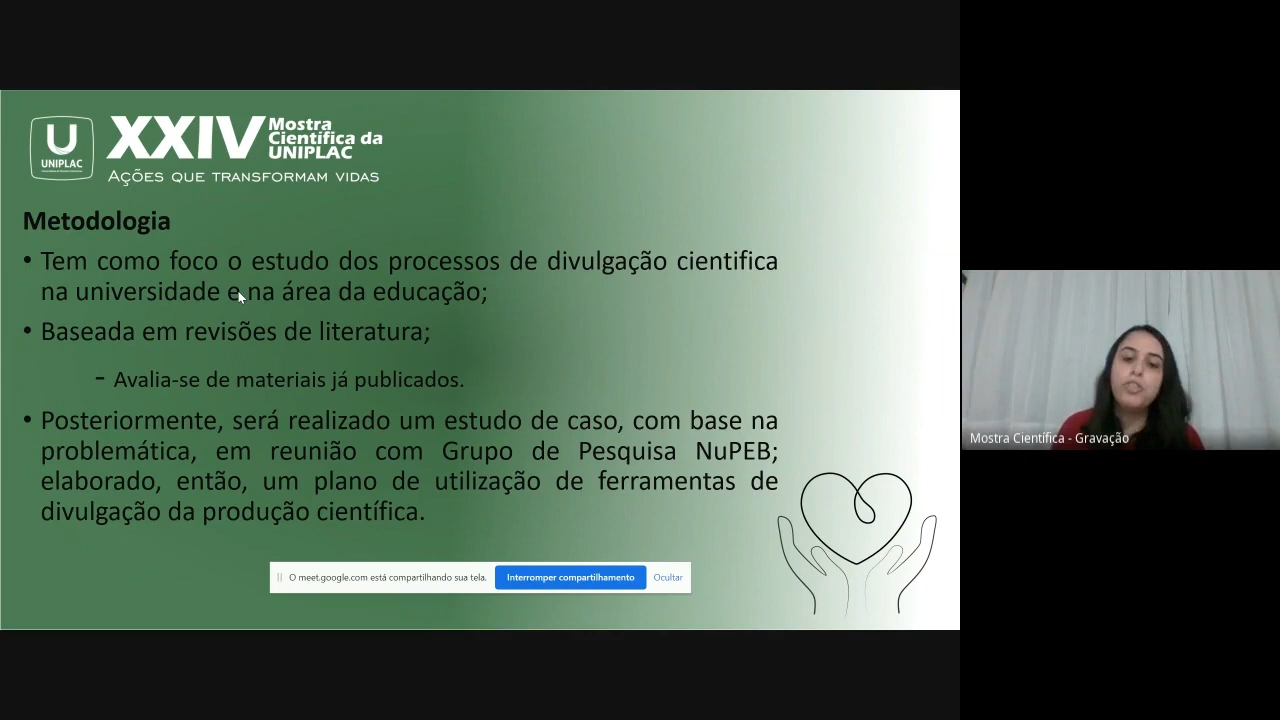 XXIV Mostra
Científica da
UNIPLAC
UNIPLAC
AÇÕES QUE TRANSFORMAM VIDAS
Metodologia
• Tem como foco o estudo dos processos de divulgação cientifica
na universidade e na área da educação;
• Baseada em revisões de literatura;
- Avalia-se de materiais já publicados.
• Posteriormente, será realizado um estudo de caso, com base na
problemática, em reunião com Grupo de Pesquisa NuPEB;
elaborado, então, um plano de utilização de ferramentas de
divulgação da produção científica.
O meet.google.com está compartilhando sua tela. Interromper compartilhamento Ocultar
Mostra Científica - Gravação